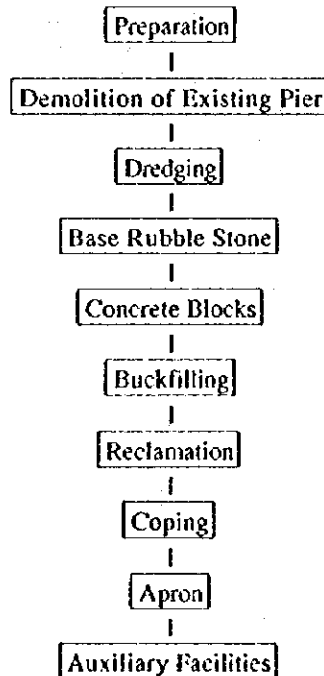 Preparation
Demolition of Existing Pier
Dredging
Base Rubble Stone
Concrete Blocks
Buckfilling
Reclamation
Coping
Apron
Auxiliary Facilities